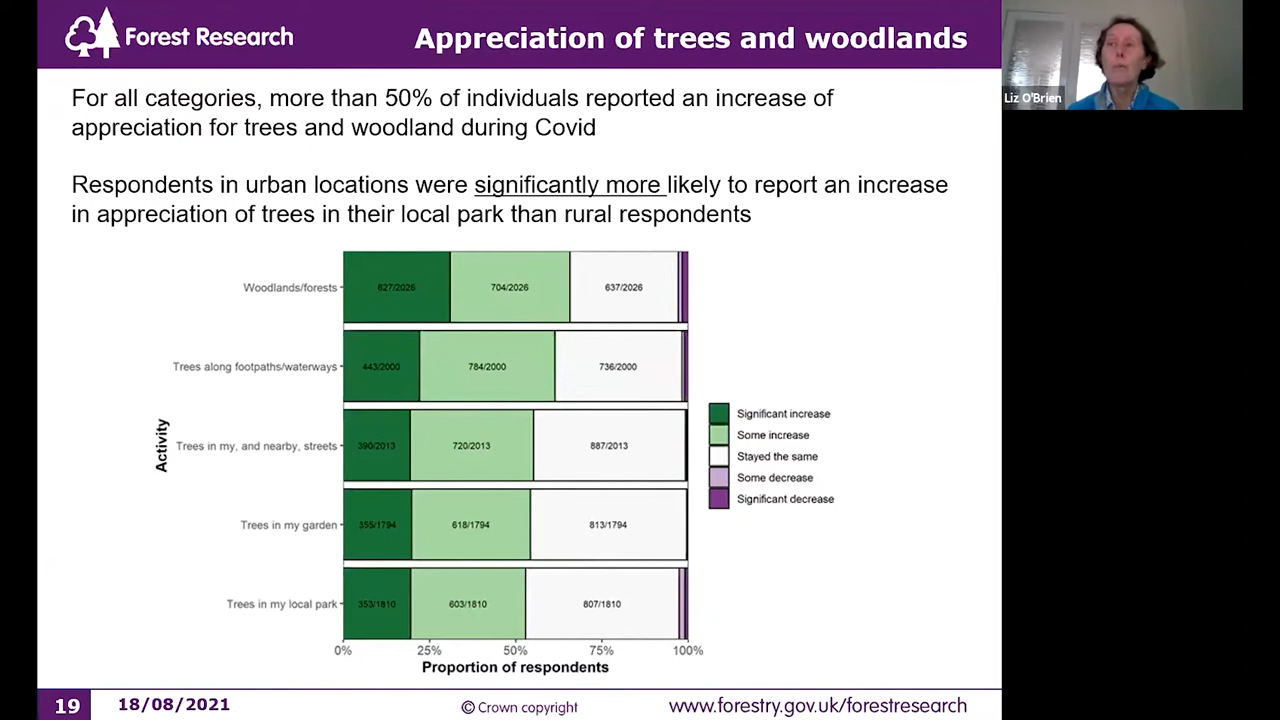 Forest Research
Appreciation of trees and woodlands
Liz O'Brien
For all categories, more than 50% of individuals reported an increase of
appreciation for trees and woodland during Covid
Respondents in urban locations were significantly more likely to report an increase
in appreciation of trees in their local park than rural respondents
Woodlands/forests
627/2026
704/2026
637/2026
Trees along footpaths/waterways
443/2000
784/2000
736/2000
Activity
Trees in my, and nearby, streets
390/2013
720/2013
887/2013
Trees in my garden
355/1794
618/1794
813/1794
Trees in my local park
353/1810
603/1810
807/1810
0%
25%
50%
75%
100%
Proportion of respondents
Significant increase
Some increase
Stayed the same
Some decrease
Significant decrease
19
18/08/2021
© Crown copyright
www.forestry.gov.uk/forestresearch